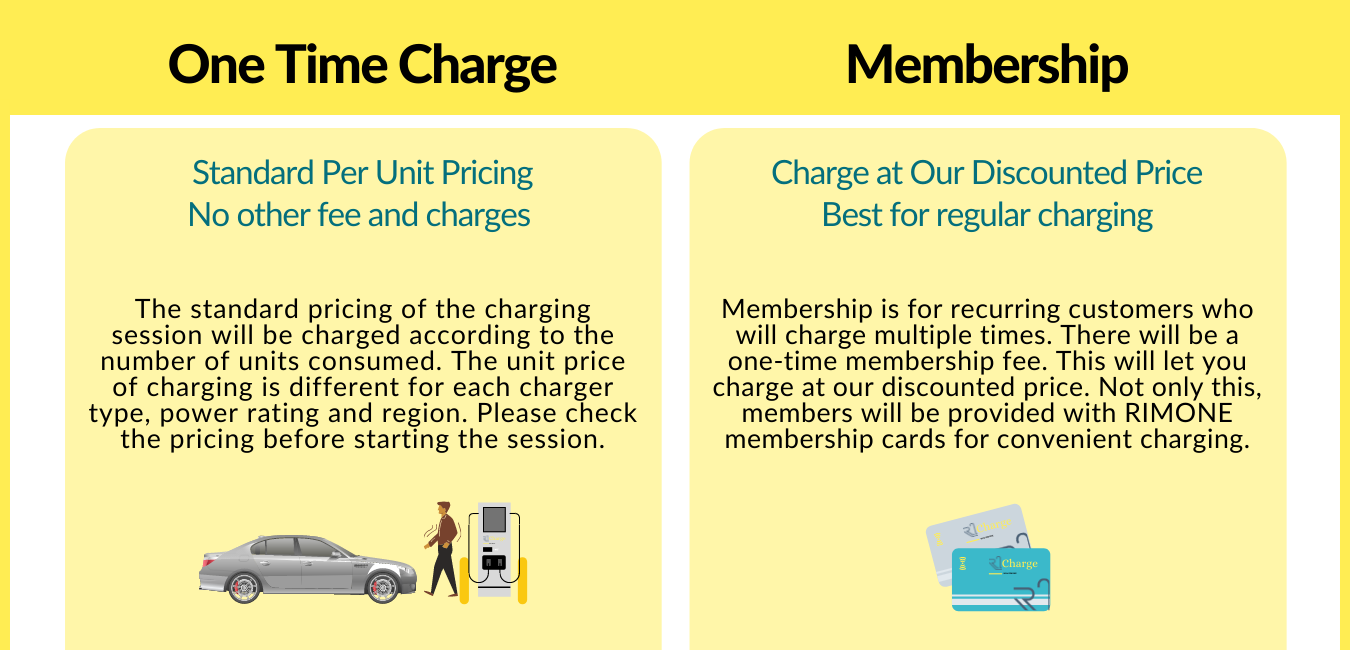 One Time Charge
Membership
Standard Per Unit Pricing
No other fee and charges
The standard pricing of the charging
session will be charged according to the
number of units consumed. The unit price
of charging is different for each charger
type, power rating and region. Please check
the pricing before starting the session.
Charge at Our Discounted Price
Best for regular charging
Membership is for recurring customers who
will charge multiple times. There will be a
one-time membership fee. This will let you
charge at our discounted price. Not only this,
members will be provided with RIMONE
membership cards for convenient charging.
Charge
Charge